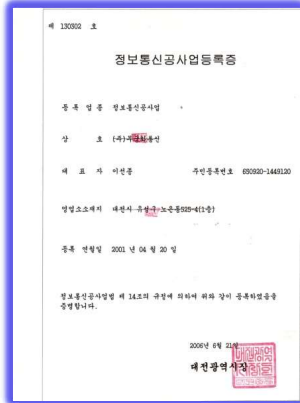 제 130302 호
정보통신공사업등록증
등 록 업 종 정보통신공사업
상 호 (주)
대 표 자 이선종 주민등록번호 650920-1449120
영업소소재지 대전시 유성구 노은동525-4(1층)
등록 연월일 2001 년 04 월 20 일
정보통신공사업법 제 14조의 규정에 의하여 위와 같이 등록하였음을
증명합니다.
2006년 6월 21일
대전광역시장